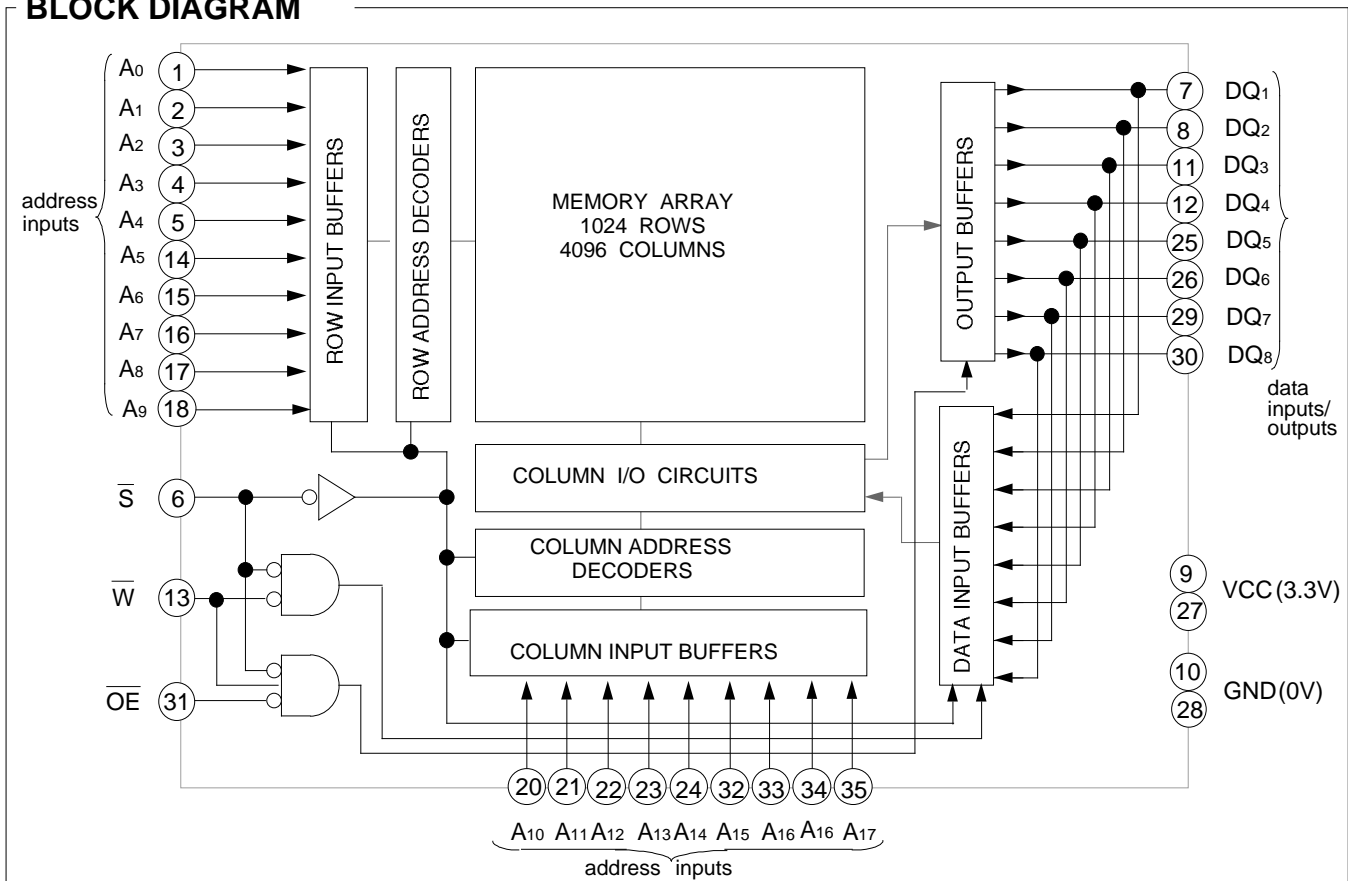 BLOCK DIAGRAM
address
inputs
A0 1
A1 2
A2 3
A3 4
A4 5
A5 14
A6 15
A7 16
A8 17
A9 18
S̅ 6
W̅ 13
O̅E̅ 31
ROW INPUT BUFFERS
ROW ADDRESS DECODERS
MEMORY ARRAY
1024 ROWS
4096 COLUMNS
COLUMN I/O CIRCUITS
COLUMN ADDRESS
DECODERS
COLUMN INPUT BUFFERS
OUTPUT BUFFERS
DATA INPUT BUFFERS
7 DQ1
8 DQ2
11 DQ3
12 DQ4
25 DQ5
26 DQ6
29 DQ7
30 DQ8
data
inputs/
outputs
9
27
VCC (3.3V)
10
28
GND (0V)
20 21 22 23 24 32 33 34 35
A10 A11 A12 A13 A14 A15 A16 A16 A17
address inputs